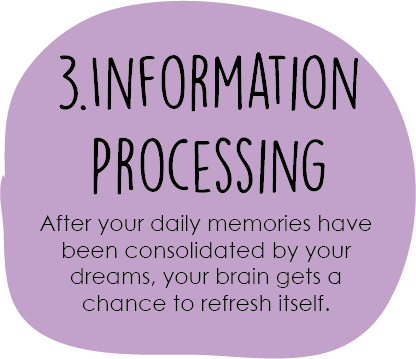 3.INFORMATION
PROCESSING
After your daily memories have
been consolidated by your
dreams, your brain gets a
chance to refresh itself.